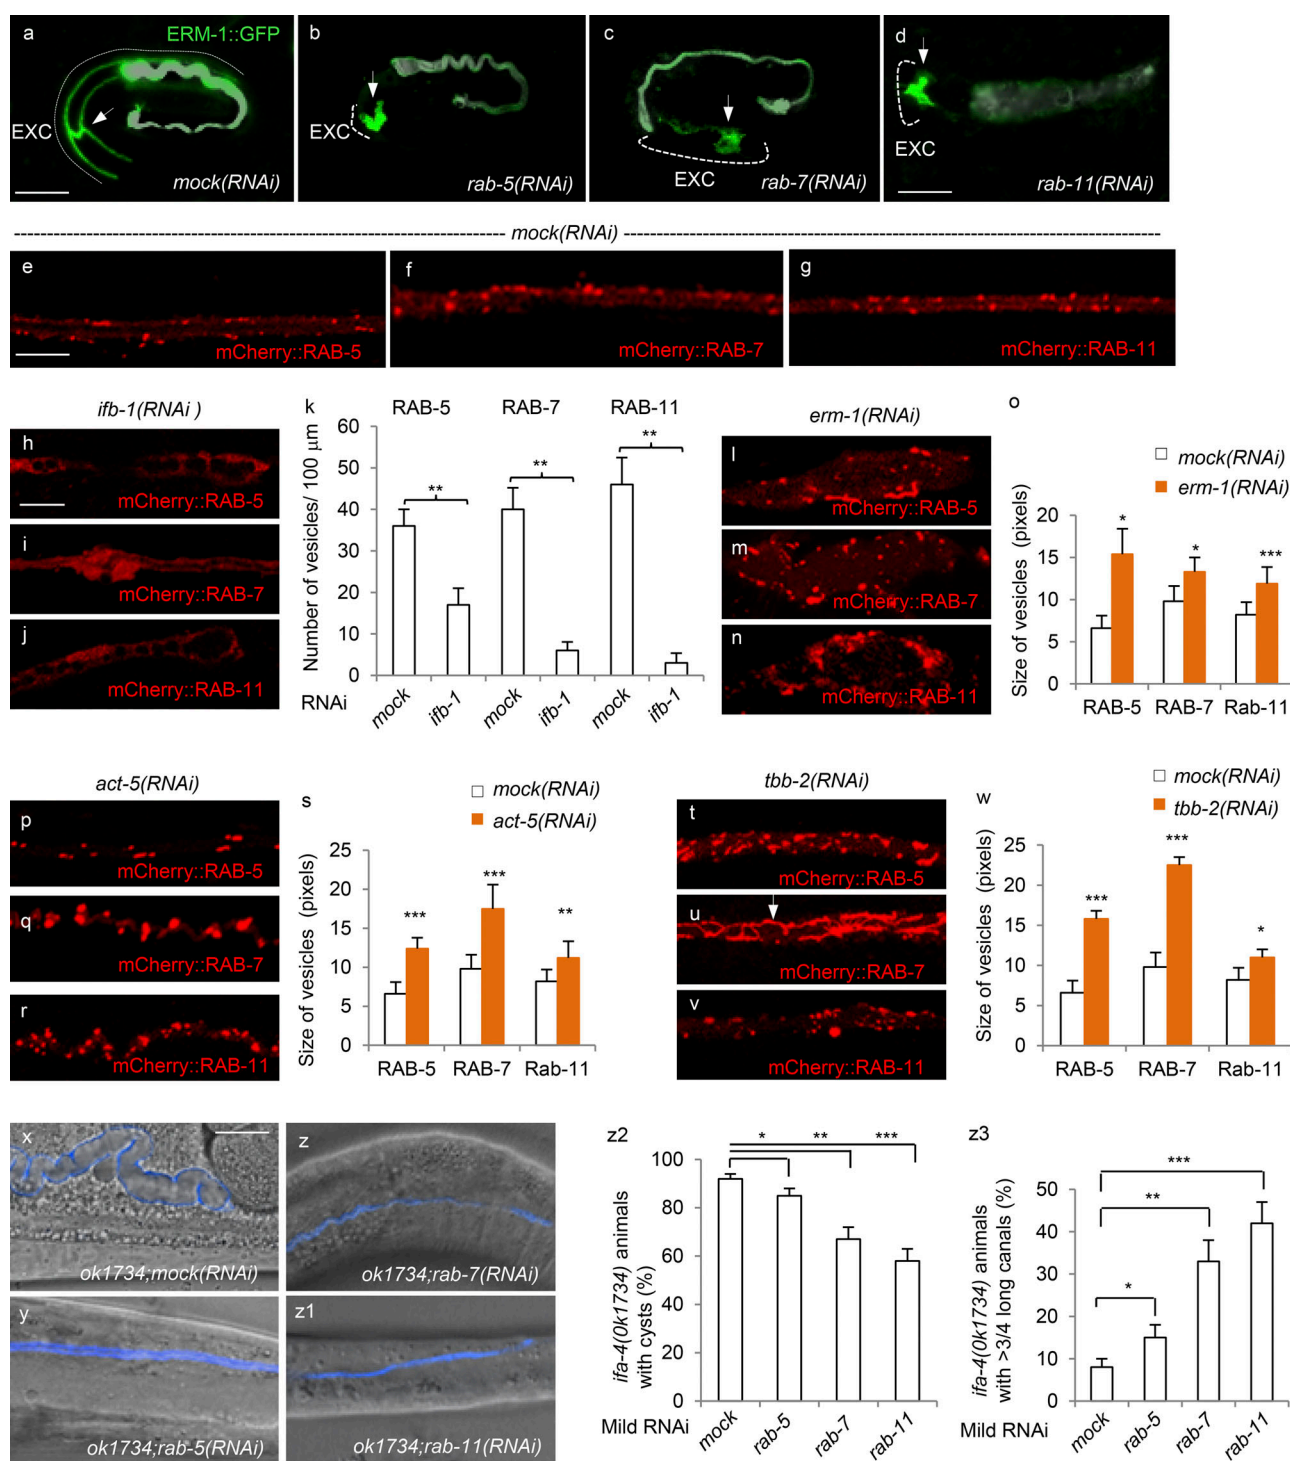 a ERM-1::GFP
EXC
mock(RNAi)
b
EXC
rab-5(RNAi)
c
EXC
rab-7(RNAi)
d
EXC
rab-11(RNAi)
mock(RNAi)
e
mCherry::RAB-5
f
mCherry::RAB-7
g
mCherry::RAB-11
ifb-1(RNAi )
h
mCherry::RAB-5
i
mCherry::RAB-7
j
mCherry::RAB-11
k
RAB-5 RAB-7 RAB-11
Number of vesicles/ 100 µm
60
50
40
30
20
10
0
** ** **
RNAi mock ifb-1 mock ifb-1 mock ifb-1
erm-1(RNAi)
l
mCherry::RAB-5
m
mCherry::RAB-7
n
mCherry::RAB-11
o
mock(RNAi)
erm-1(RNAi)
Size of vesicles (pixels)
20
15
10
5
0
* * ***
RAB-5 RAB-7 Rab-11
act-5(RNAi)
p
mCherry::RAB-5
q
mCherry::RAB-7
r
mCherry::RAB-11
s
mock(RNAi)
act-5(RNAi)
Size of vesicles (pixels)
25
20
15
10
5
0
*** *** **
RAB-5 RAB-7 Rab-11
tbb-2(RNAi)
t
mCherry::RAB-5
u
mCherry::RAB-7
v
mCherry::RAB-11
w
mock(RNAi)
tbb-2(RNAi)
Size of vesicles (pixels)
25
20
15
10
5
0
*** *** *
RAB-5 RAB-7 Rab-11
x
ok1734;mock(RNAi)
z
ok1734;rab-7(RNAi)
y
ok1734;rab-5(RNAi)
z1
ok1734;rab-11(RNAi)
z2
ifa-4(0k1734) animals
with cysts (%)
100
80
60
40
20
0
* ** ***
Mild RNAi mock rab-5 rab-7 rab-11
z3
ifa-4(0k1734) animals
with >3/4 long canals (%)
50
40
30
20
10
0
***
**
*
Mild RNAi mock rab-5 rab-7 rab-11